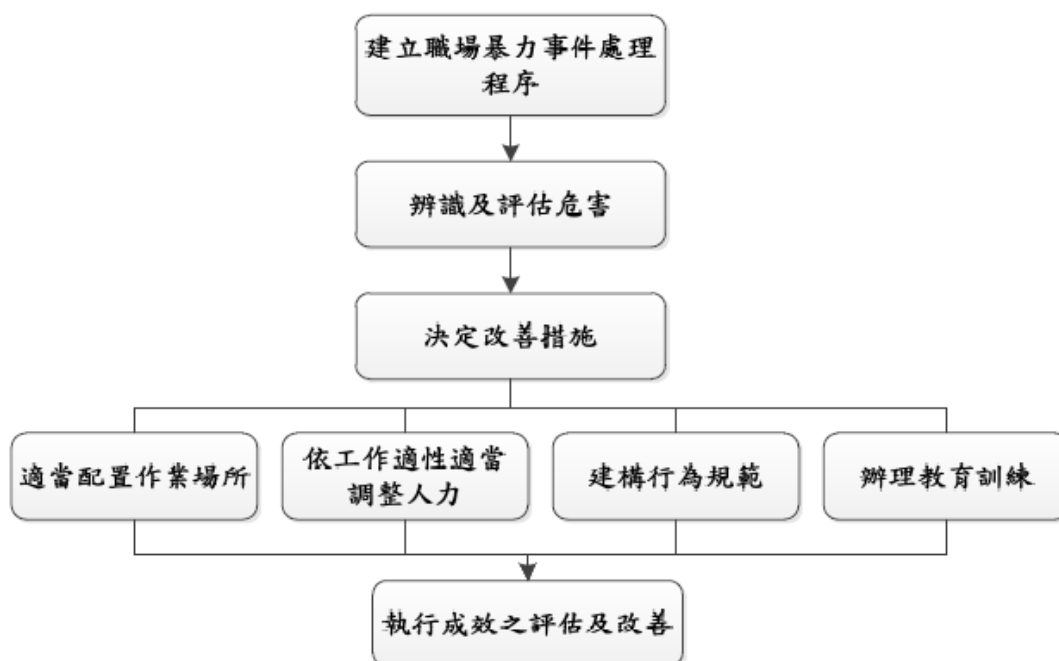 建立職場暴力事件處理
程序
辨識及評估危害
決定改善措施
適當配置作業場所
依工作適性適當
調整人力
建構行為規範
辦理教育訓練
執行成效之評估及改善